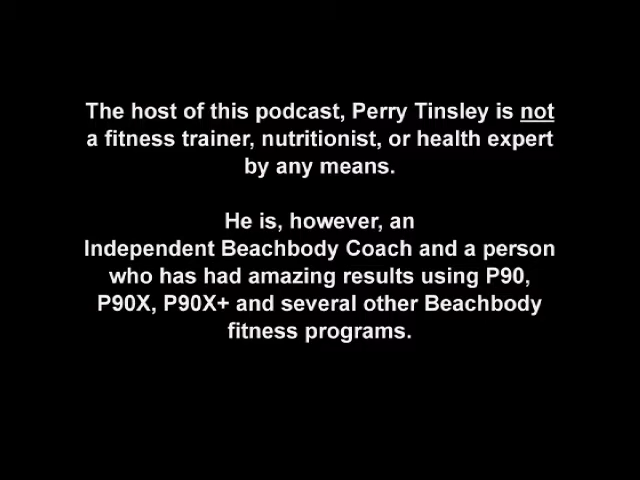 The host of this podcast, Perry Tinsley is not
a fitness trainer, nutritionist, or health expert
by any means.
He is, however, an
Independent Beachbody Coach and a person
who has had amazing results using P90,
P90X, P90X+ and several other Beachbody
fitness programs.